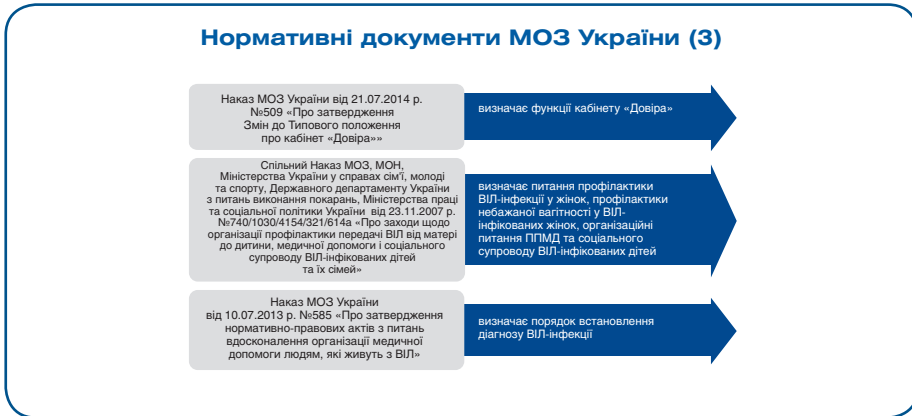 Нормативні документи МОЗ України (3)
Наказ МОЗ України від 21.07.2014 р.
№509 «Про затвердження
Змін до Типового положення
про кабінет «Довіра»»
визначає функції кабінету «Довіра»
Спільний Наказ МОЗ, МОН,
Міністерства України у справах сім'ї, молоді
та спорту, Державного департаменту України
з питань виконання покарань, Міністерства праці
та соціальної політики України від 23.11.2007 р.
№740/1030/4154/321/614а «Про заходи щодо
організації профілактики передачі ВІЛ від матері
до дитини, медичної допомоги і соціального
супроводу ВІЛ-інфікованих дітей
та їх сімей»
визначає питання профілактики
ВІЛ-інфекції у жінок, профілактики
небажаної вагітності у ВІЛ-
інфікованих жінок, організаційні
питання ППМД та соціального
супроводу ВІЛ-інфікованих дітей
Наказ МОЗ України
від 10.07.2013 р. №585 «Про затвердження
нормативно-правових актів з питань
вдосконалення організації медичної
допомоги людям, які живуть з ВІЛ»
визначає порядок встановлення
діагнозу ВІЛ-інфекції